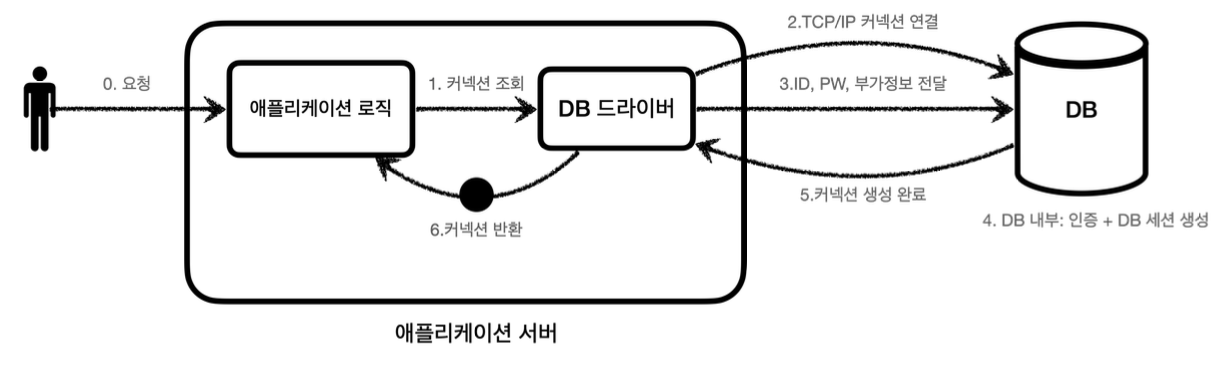 2.TCP/IP 커넥션 연결
0. 요청
1. 커넥션 조회
3.ID, PW, 부가정보 전달
애플리케이션 로직
DB 드라이버
DB
5.커넥션 생성 완료
4. DB 내부: 인증 + DB 세션 생성
6.커넥션 반환
애플리케이션 서버